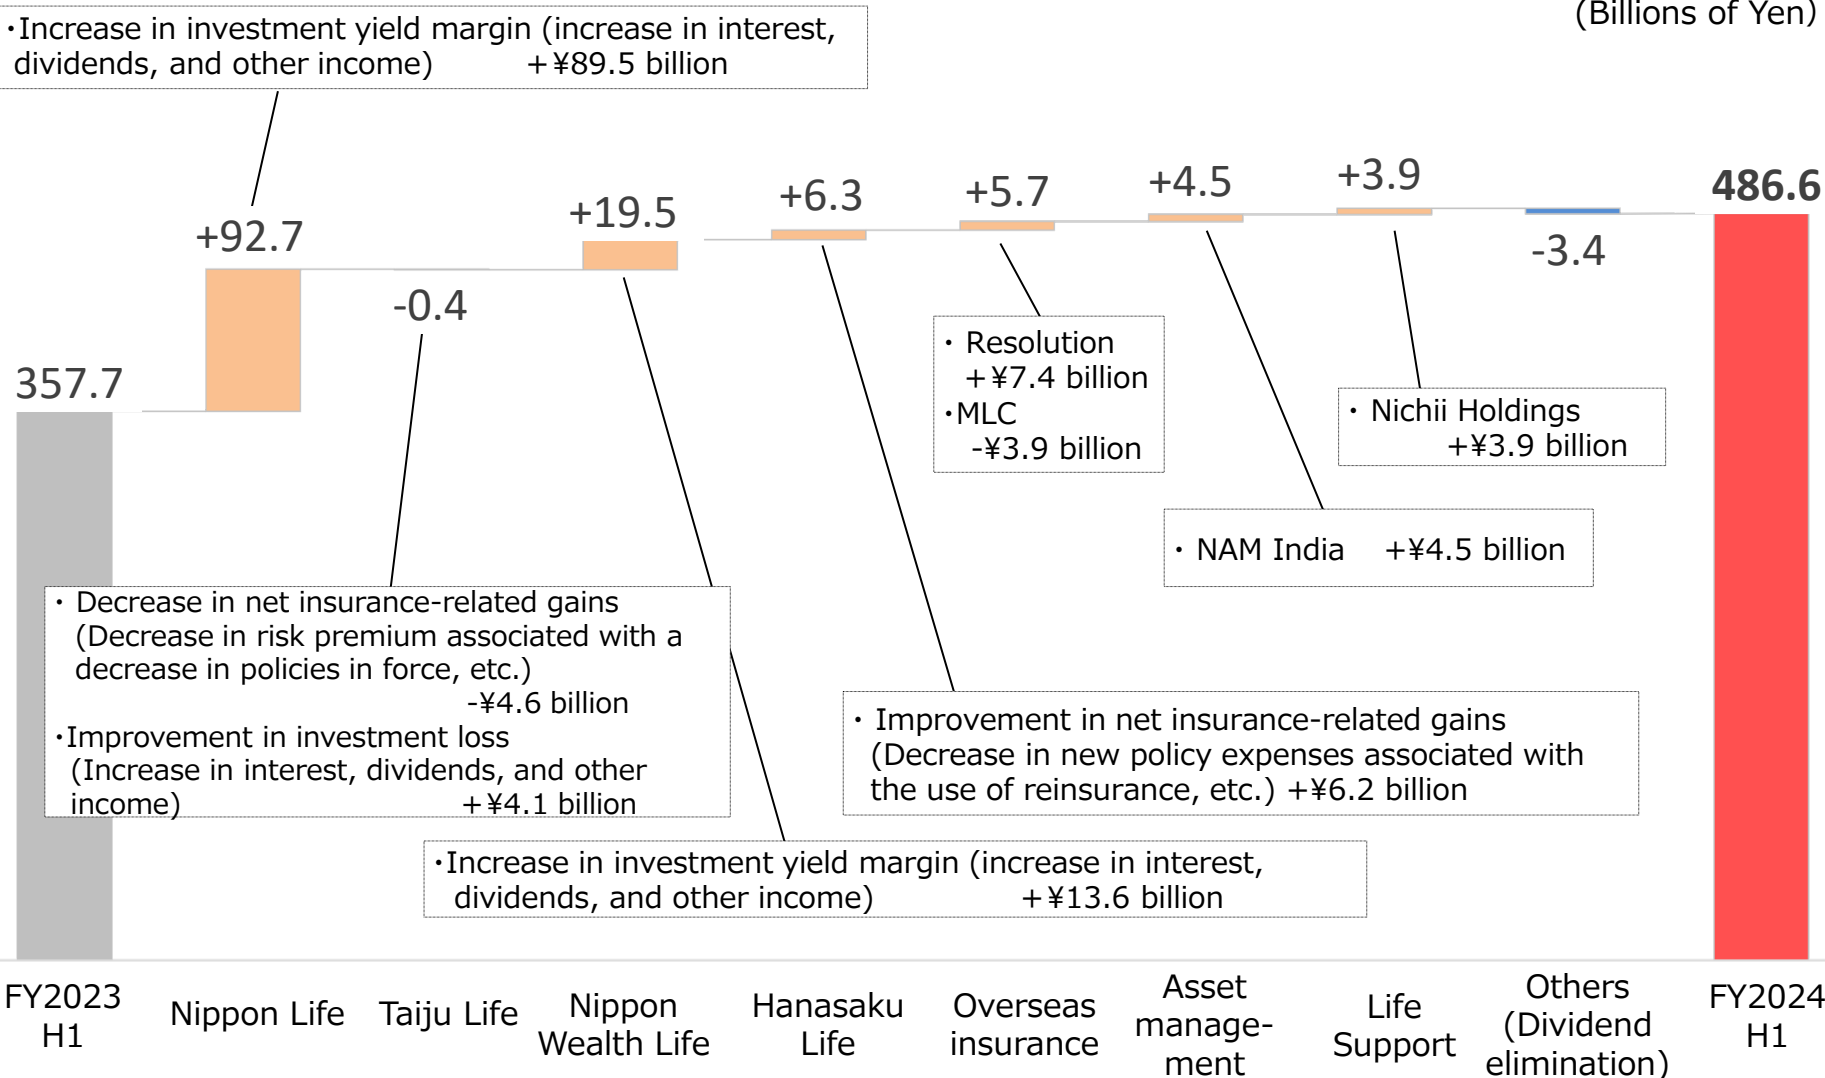 (Billions of Yen)
・Increase in investment yield margin (increase in interest,
dividends, and other income) +¥89.5 billion
357.7
+92.7
-0.4
+19.5
+6.3
+5.7
+4.5
+3.9
-3.4
486.6
・ Resolution
+¥7.4 billion
・MLC
-¥3.9 billion
・ Nichii Holdings
+¥3.9 billion
・ NAM India +¥4.5 billion
・ Decrease in net insurance-related gains
(Decrease in risk premium associated with a
decrease in policies in force, etc.)
-¥4.6 billion
・Improvement in investment loss
(Increase in interest, dividends, and other
income) +¥4.1 billion
・ Improvement in net insurance-related gains
(Decrease in new policy expenses associated with
the use of reinsurance, etc.) +¥6.2 billion
・Increase in investment yield margin (increase in interest,
dividends, and other income) +¥13.6 billion
FY2023
H1
Nippon Life
Taiju Life
Nippon
Wealth Life
Hanasaku
Life
Overseas
insurance
Asset
manage-
ment
Life
Support
Others
(Dividend
elimination)
FY2024
H1